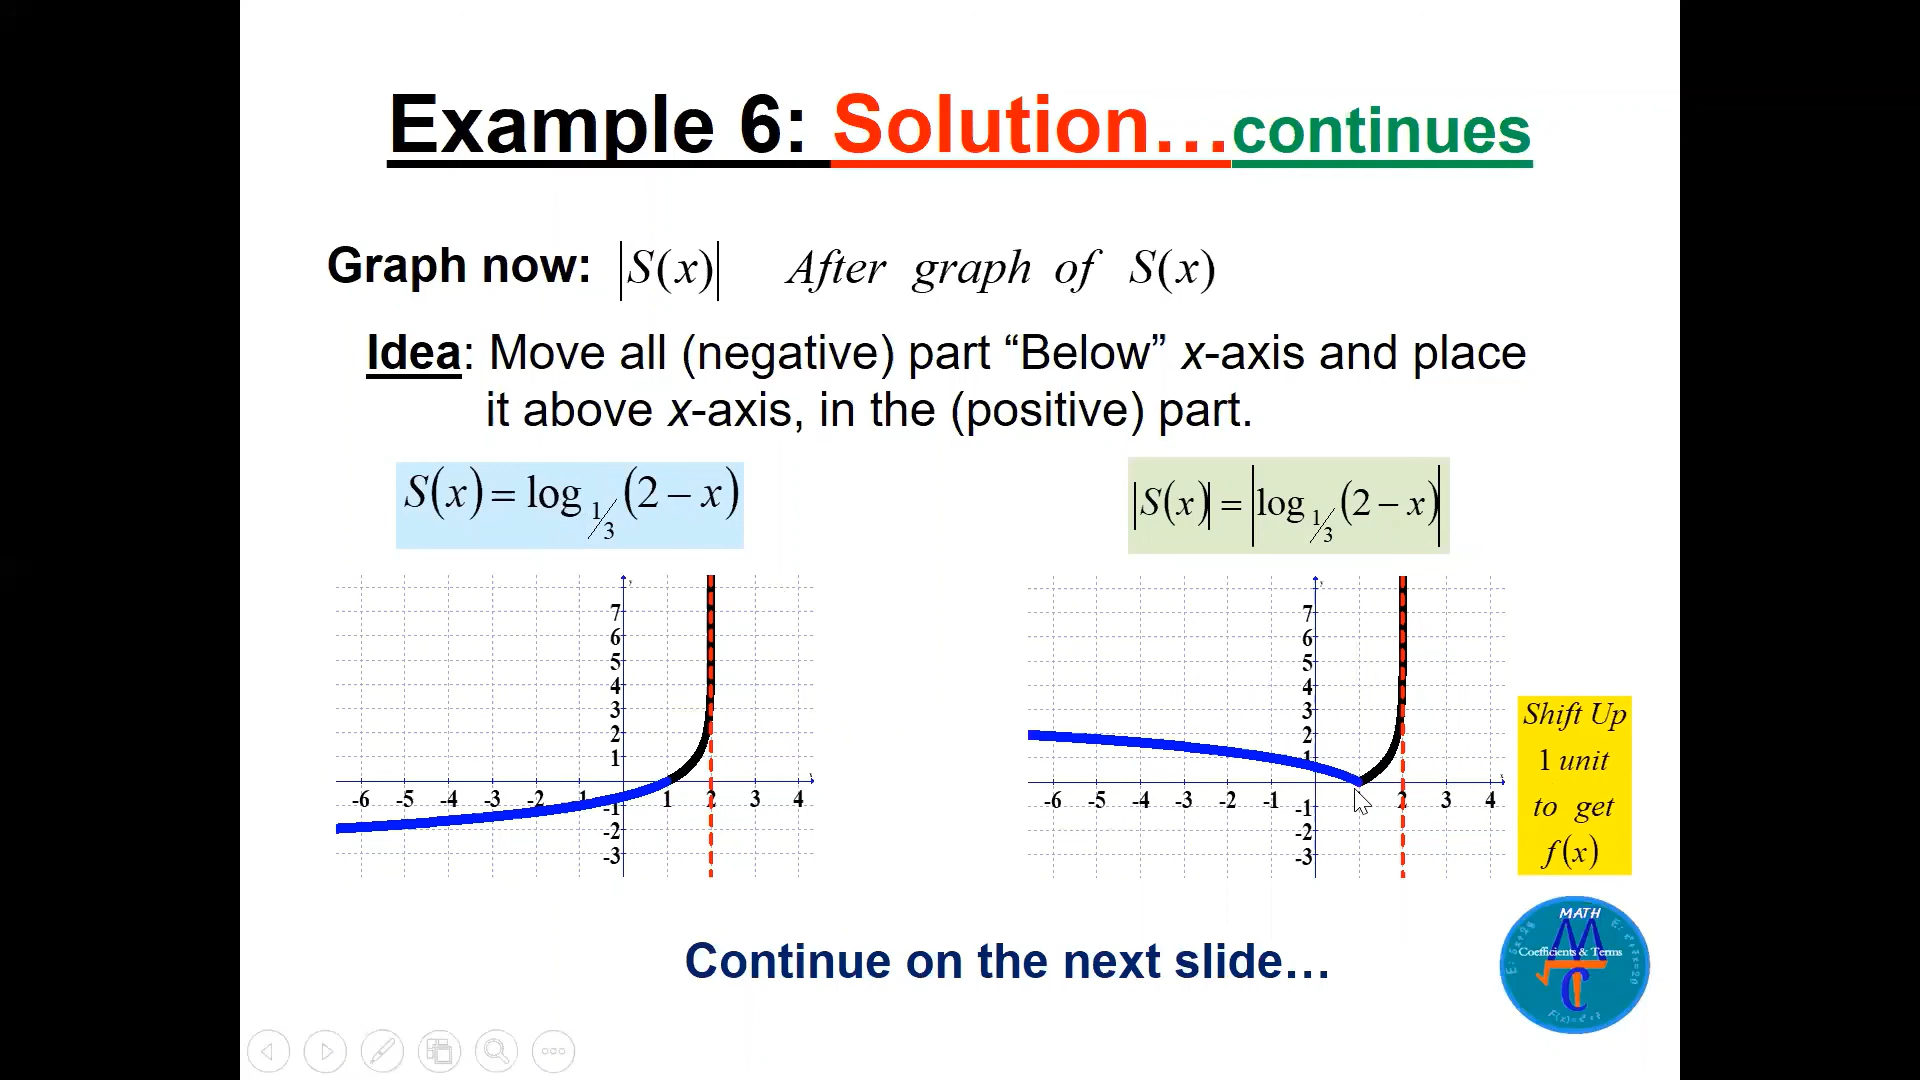 Example 6: Solution…continues
Graph now: |S(x)| After graph of S(x)
Idea: Move all (negative) part “Below” x-axis and place
it above x-axis, in the (positive) part.
S(x) = log 1/3 (2 − x)
|S(x)| = |log 1/3 (2 − x)|
7
6
5
4
3
2
1
-6 -5 -4 -3 -2 -1 1 2 3 4
-1
-2
-3
7
6
5
4
3
2
1
-6 -5 -4 -3 -2 -1 2 3 4
-1
-2
-3
Shift Up
1 unit
to get
f(x)
Continue on the next slide…
MATH
Coefficients & Terms